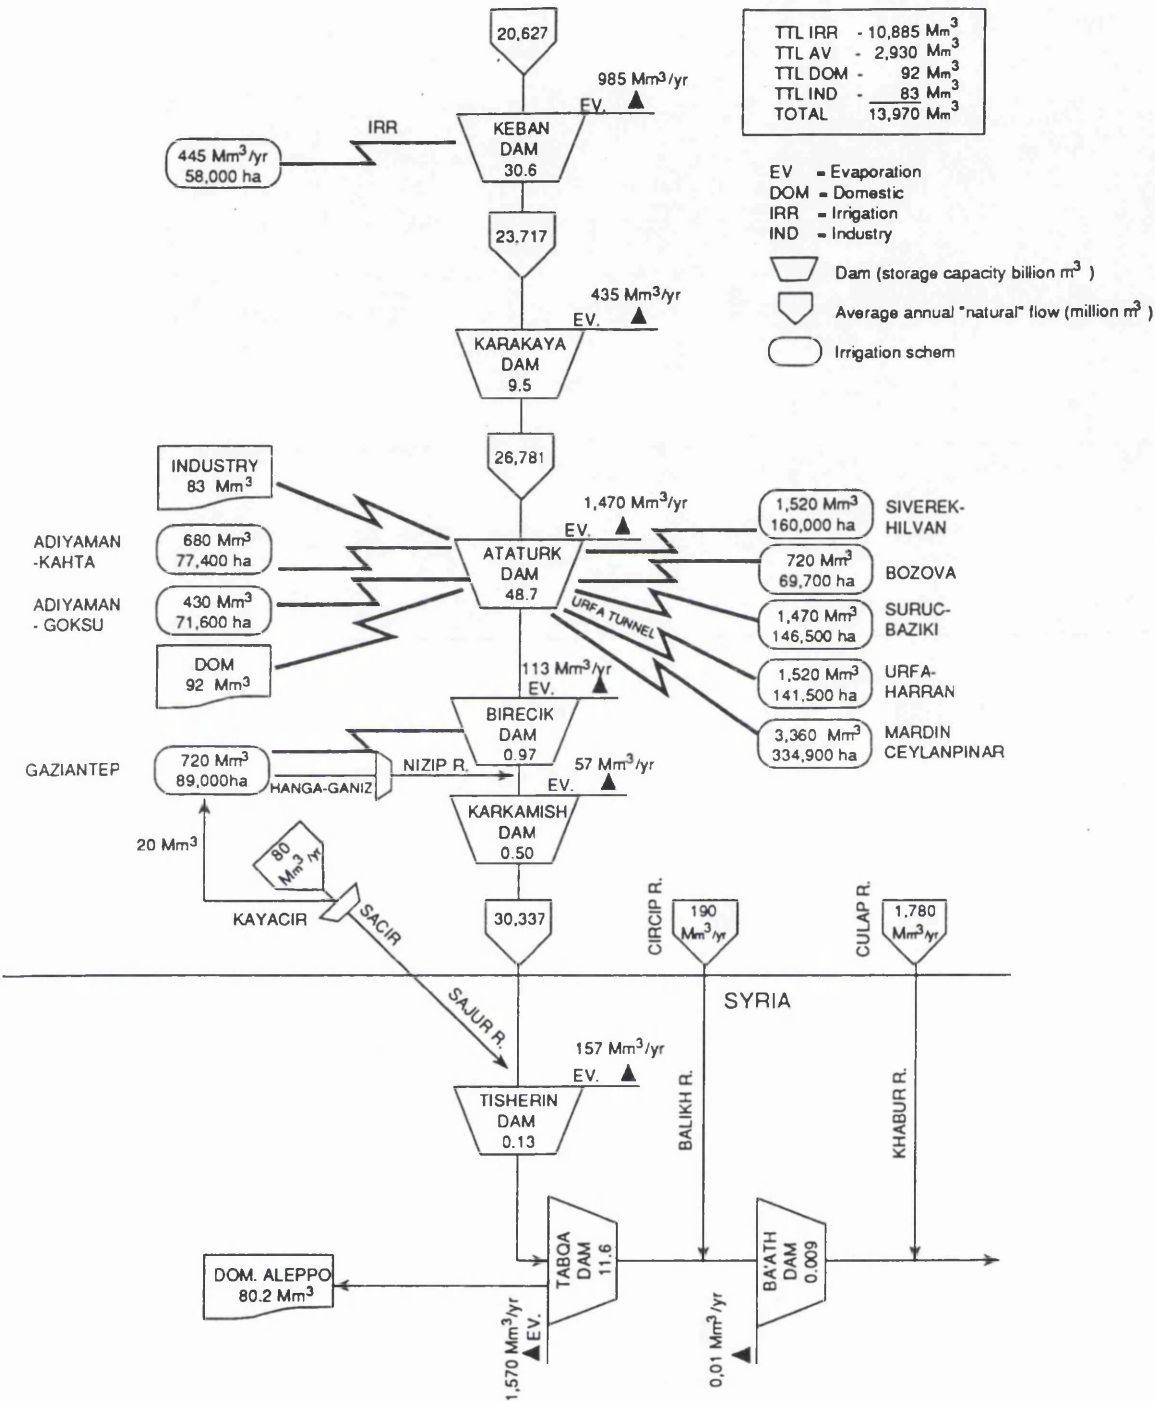 20,627
TTL IRR - 10,885 Mm³
TTL AV - 2,930 Mm³
TTL DOM - 92 Mm³
TTL IND - 83 Mm³
TOTAL 13,970 Mm³
985 Mm³/yr
EV.
KEBAN
DAM
30.6
IRR
445 Mm³/yr
58,000 ha
EV = Evaporation
DOM = Domestic
IRR = Irrigation
IND = Industry
Dam (storage capacity billion m³ )
Average annual "natural" flow (million m³ )
Irrigation schem
23,717
435 Mm³/yr
EV.
KARAKAYA
DAM
9.5
26,781
INDUSTRY
83 Mm³
1,470 Mm³/yr
EV.
ATATURK
DAM
48.7
ADIYAMAN
-KAHTA
680 Mm³
77,400 ha
ADIYAMAN
- GOKSU
430 Mm³
71,600 ha
DOM
92 Mm³
1,520 Mm³
160,000 ha
SIVEREK-
HILVAN
720 Mm³
69,700 ha
BOZOVA
1,470 Mm³
146,500 ha
SURUC-
BAZIKI
URFA TUNNEL
1,520 Mm³
141,500 ha
URFA-
HARRAN
3,360 Mm³
334,900 ha
MARDIN
CEYLANPINAR
113 Mm³/yr
EV.
BIRECIK
DAM
0.97
GAZIANTEP
720 Mm³
89,000ha
HANGA-GANIZ
NIZIP R.
57 Mm³/yr
EV.
KARKAMISH
DAM
0.50
20 Mm³
80
Mm³/yr
KAYACIR
SACIR
30,337
CIRCIP R.
190
Mm³/yr
CULAP R.
1,780
Mm³/yr
SYRIA
SAJUR R.
157 Mm³/yr
EV.
TISHERIN
DAM
0.13
BALIKH R.
KHABUR R.
TABQA
DAM
11.6
BA'ATH
DAM
0.009
DOM. ALEPPO
80.2 Mm³
1,570 Mm³/yr
EV.
0,01 Mm³/yr